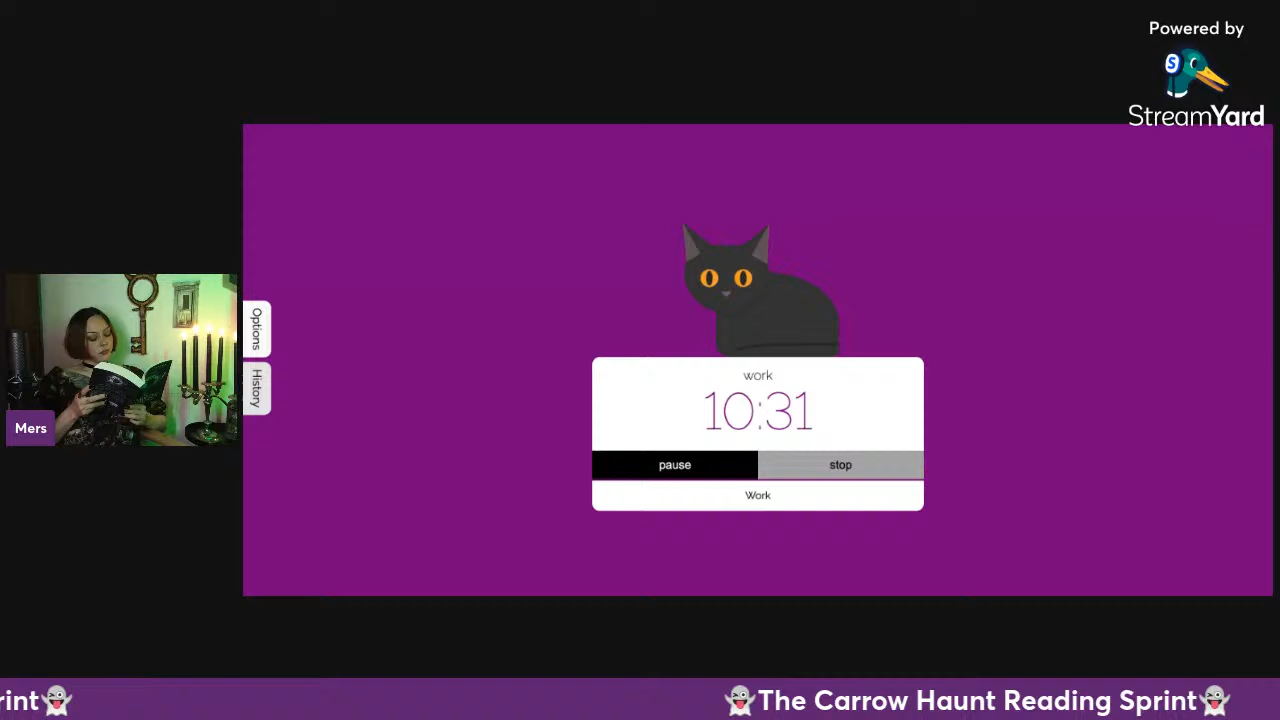 Powered by
S
StreamYard
Options
History
Mers
work
10:31
pause
stop
Work
rint👻
👻The Carrow Haunt Reading Sprint👻